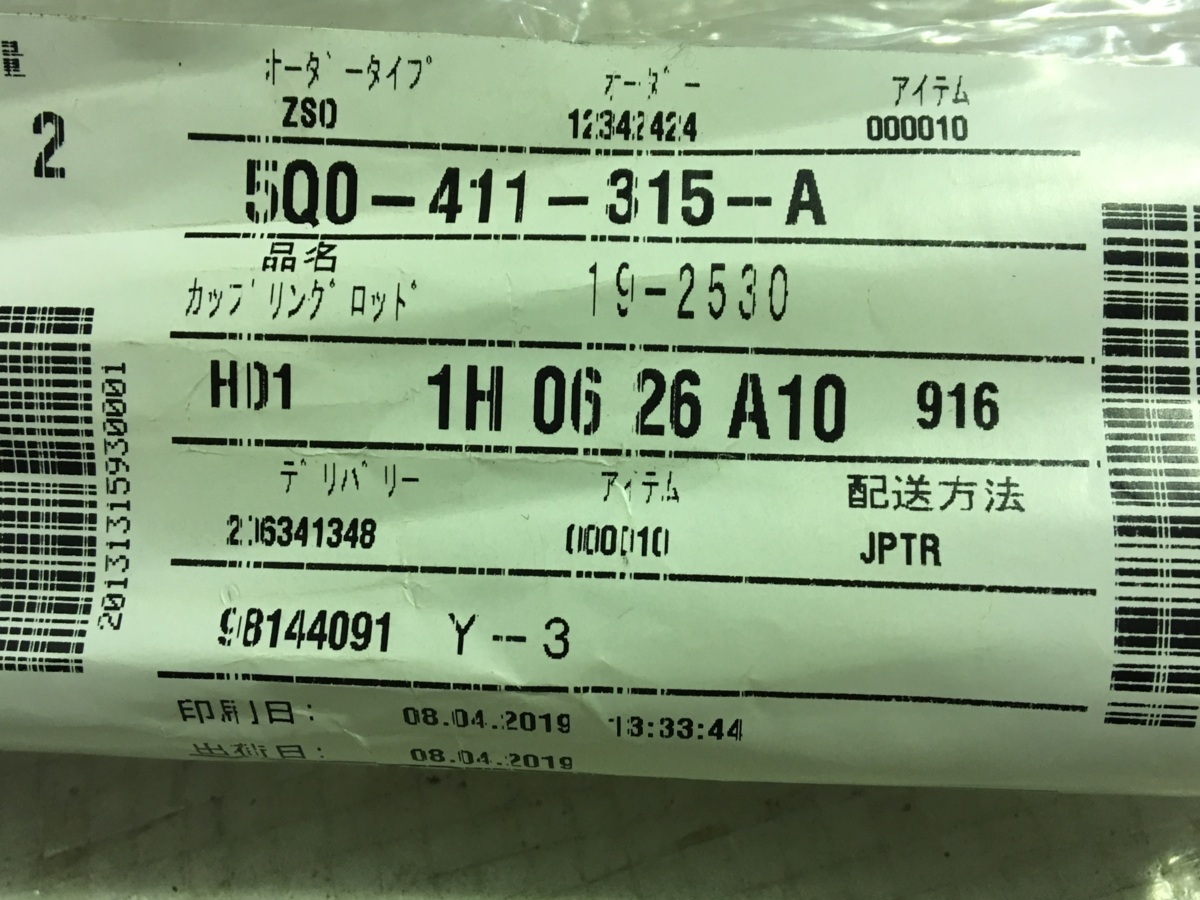 量
2
オーダータイプ オーダー アイテム
ZSO 12342424 000010
5Q0-411-315-A
品名
カップリングロッド 19-2530
HD1 1H 06 26 A10 916
デリバリー アイテム 配送方法
206341348 000010 JPTR
98144091 Y-3
印刷日: 08.04.2019 13:33:44
出荷日: 08.04.2019
20131315930001